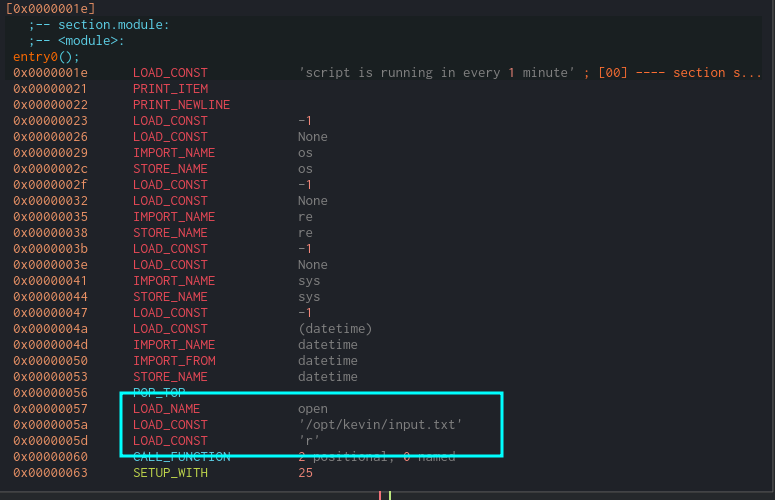 [0x0000001e]
;-- section.module:
;-- <module>:
entry0();
0x0000001e LOAD_CONST 'script is running in every 1 minute' ; [00] ---- section s...
0x00000021 PRINT_ITEM
0x00000022 PRINT_NEWLINE
0x00000023 LOAD_CONST -1
0x00000026 LOAD_CONST None
0x00000029 IMPORT_NAME os
0x0000002c STORE_NAME os
0x0000002f LOAD_CONST -1
0x00000032 LOAD_CONST None
0x00000035 IMPORT_NAME re
0x00000038 STORE_NAME re
0x0000003b LOAD_CONST -1
0x0000003e LOAD_CONST None
0x00000041 IMPORT_NAME sys
0x00000044 STORE_NAME sys
0x00000047 LOAD_CONST -1
0x0000004a LOAD_CONST (datetime)
0x0000004d IMPORT_NAME datetime
0x00000050 IMPORT_FROM datetime
0x00000053 STORE_NAME datetime
0x00000056 POP_TOP
0x00000057 LOAD_NAME open
0x0000005a LOAD_CONST '/opt/kevin/input.txt'
0x0000005d LOAD_CONST 'r'
0x00000060 CALL_FUNCTION 2 positional, 0 named
0x00000063 SETUP_WITH 25